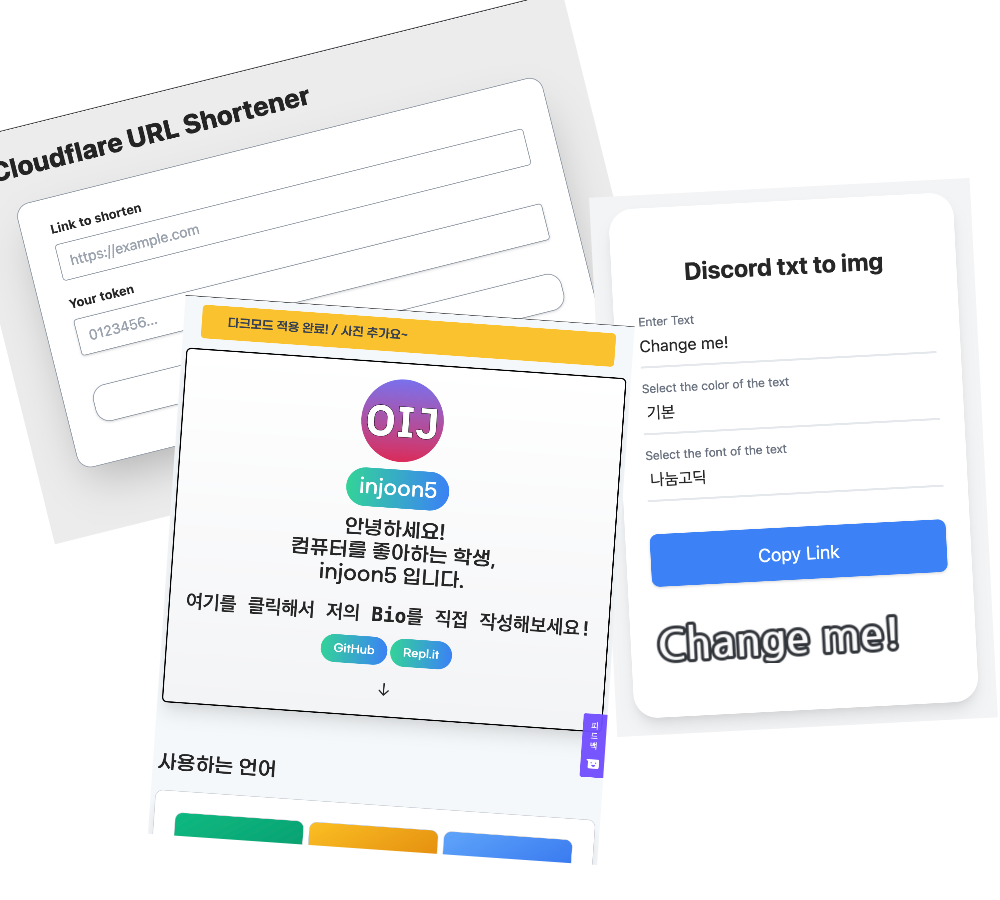 Cloudflare URL Shortener
Link to shorten
https://example.com
Your token
0123456...
다크모드 적용 완료! / 사진 추가요~
OIJ
injoon5
안녕하세요!
컴퓨터를 좋아하는 학생,
injoon5 입니다.
여기를 클릭해서 저의 Bio를 직접 작성해보세요!
GitHub
Repl.it
↓
피드백
사용하는 언어
Discord txt to img
Enter Text
Change me!
Select the color of the text
기본
Select the font of the text
나눔고딕
Copy Link
Change me!